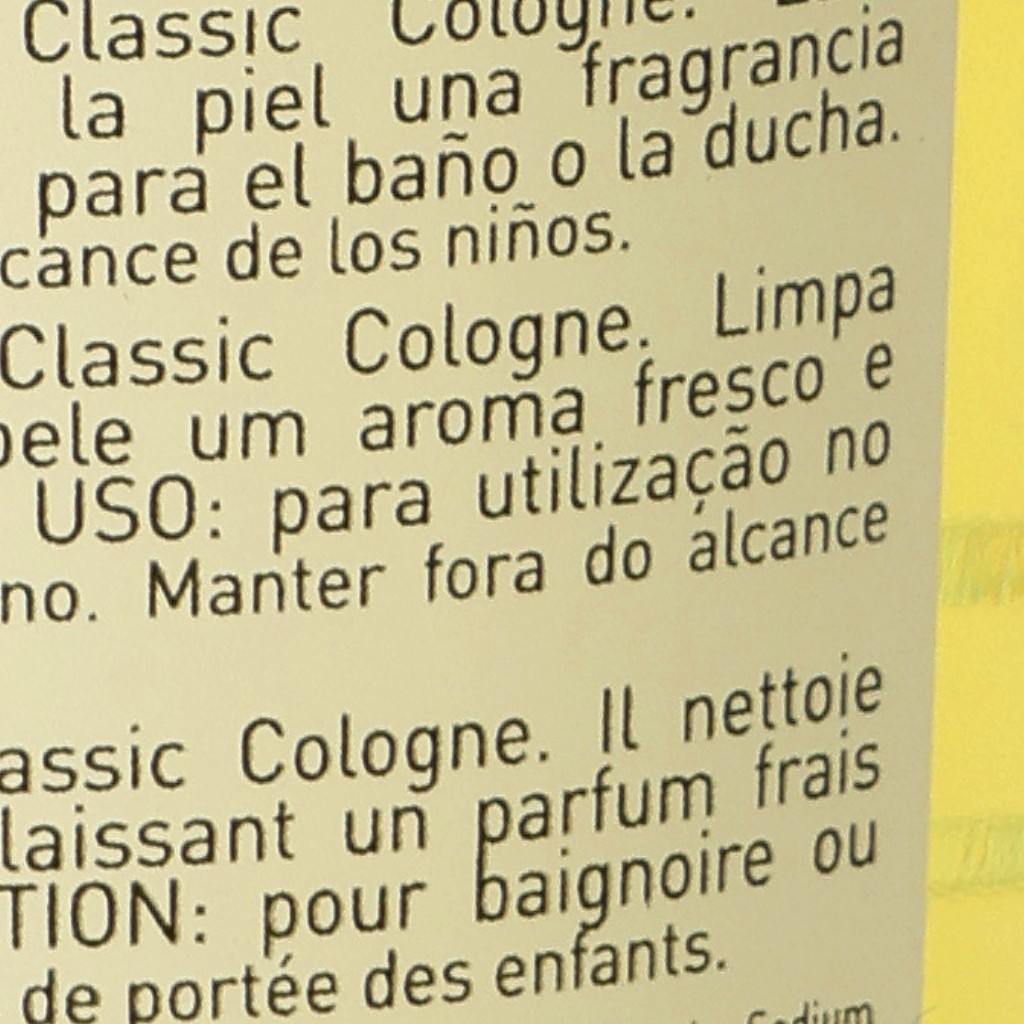 Classic Cologne.
la piel una fragrancia
para el baño o la ducha.
cance de los niños.
Classic Cologne. Limpa
pele um aroma fresco e
USO: para utilização no
no. Manter fora do alcance
assic Cologne. Il nettoie
laissant un parfum frais
TION: pour baignoire ou
de portée des enfants.
Sodium